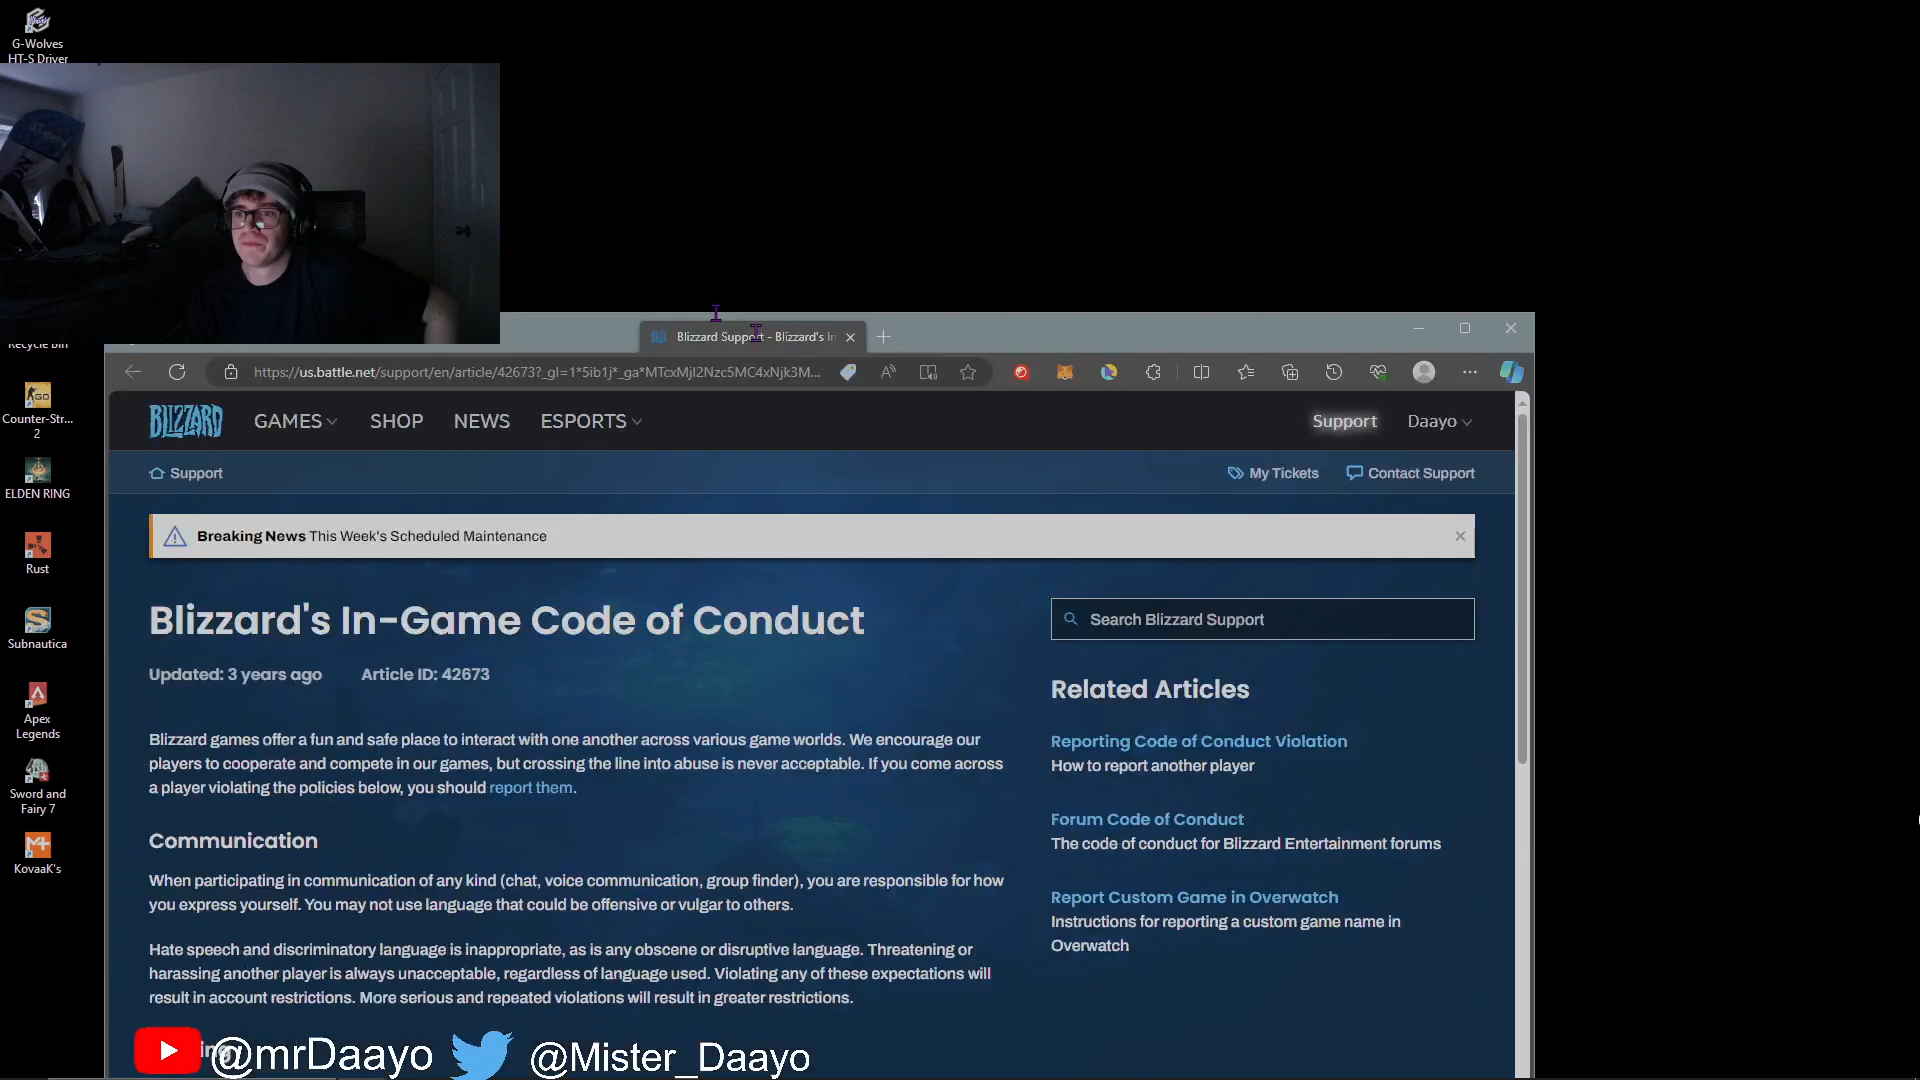 G-Wolves
HT-S Driver
Recycle Bin
Counter-Str...
2
ELDEN RING
Rust
Subnautica
Apex
Legends
Sword and
Fairy 7
KovaaK's
Blizzard Support - Blizzard's In
https://us.battle.net/support/en/article/42673?_gl=1*5ib1j*_ga*MTcxMjI2Nzc5MC4xNjk3M...
BLIZZARD
GAMES
SHOP
NEWS
ESPORTS
Support
Daayo
Support
My Tickets
Contact Support
Breaking News This Week's Scheduled Maintenance
Blizzard's In-Game Code of Conduct
Updated: 3 years ago
Article ID: 42673
Blizzard games offer a fun and safe place to interact with one another across various game worlds. We encourage our
players to cooperate and compete in our games, but crossing the line into abuse is never acceptable. If you come across
a player violating the policies below, you should report them.
Communication
When participating in communication of any kind (chat, voice communication, group finder), you are responsible for how
you express yourself. You may not use language that could be offensive or vulgar to others.
Hate speech and discriminatory language is inappropriate, as is any obscene or disruptive language. Threatening or
harassing another player is always unacceptable, regardless of language used. Violating any of these expectations will
result in account restrictions. More serious and repeated violations will result in greater restrictions.
Search Blizzard Support
Related Articles
Reporting Code of Conduct Violation
How to report another player
Forum Code of Conduct
The code of conduct for Blizzard Entertainment forums
Report Custom Game in Overwatch
Instructions for reporting a custom game name in
Overwatch
@mrDaayo
@Mister_Daayo